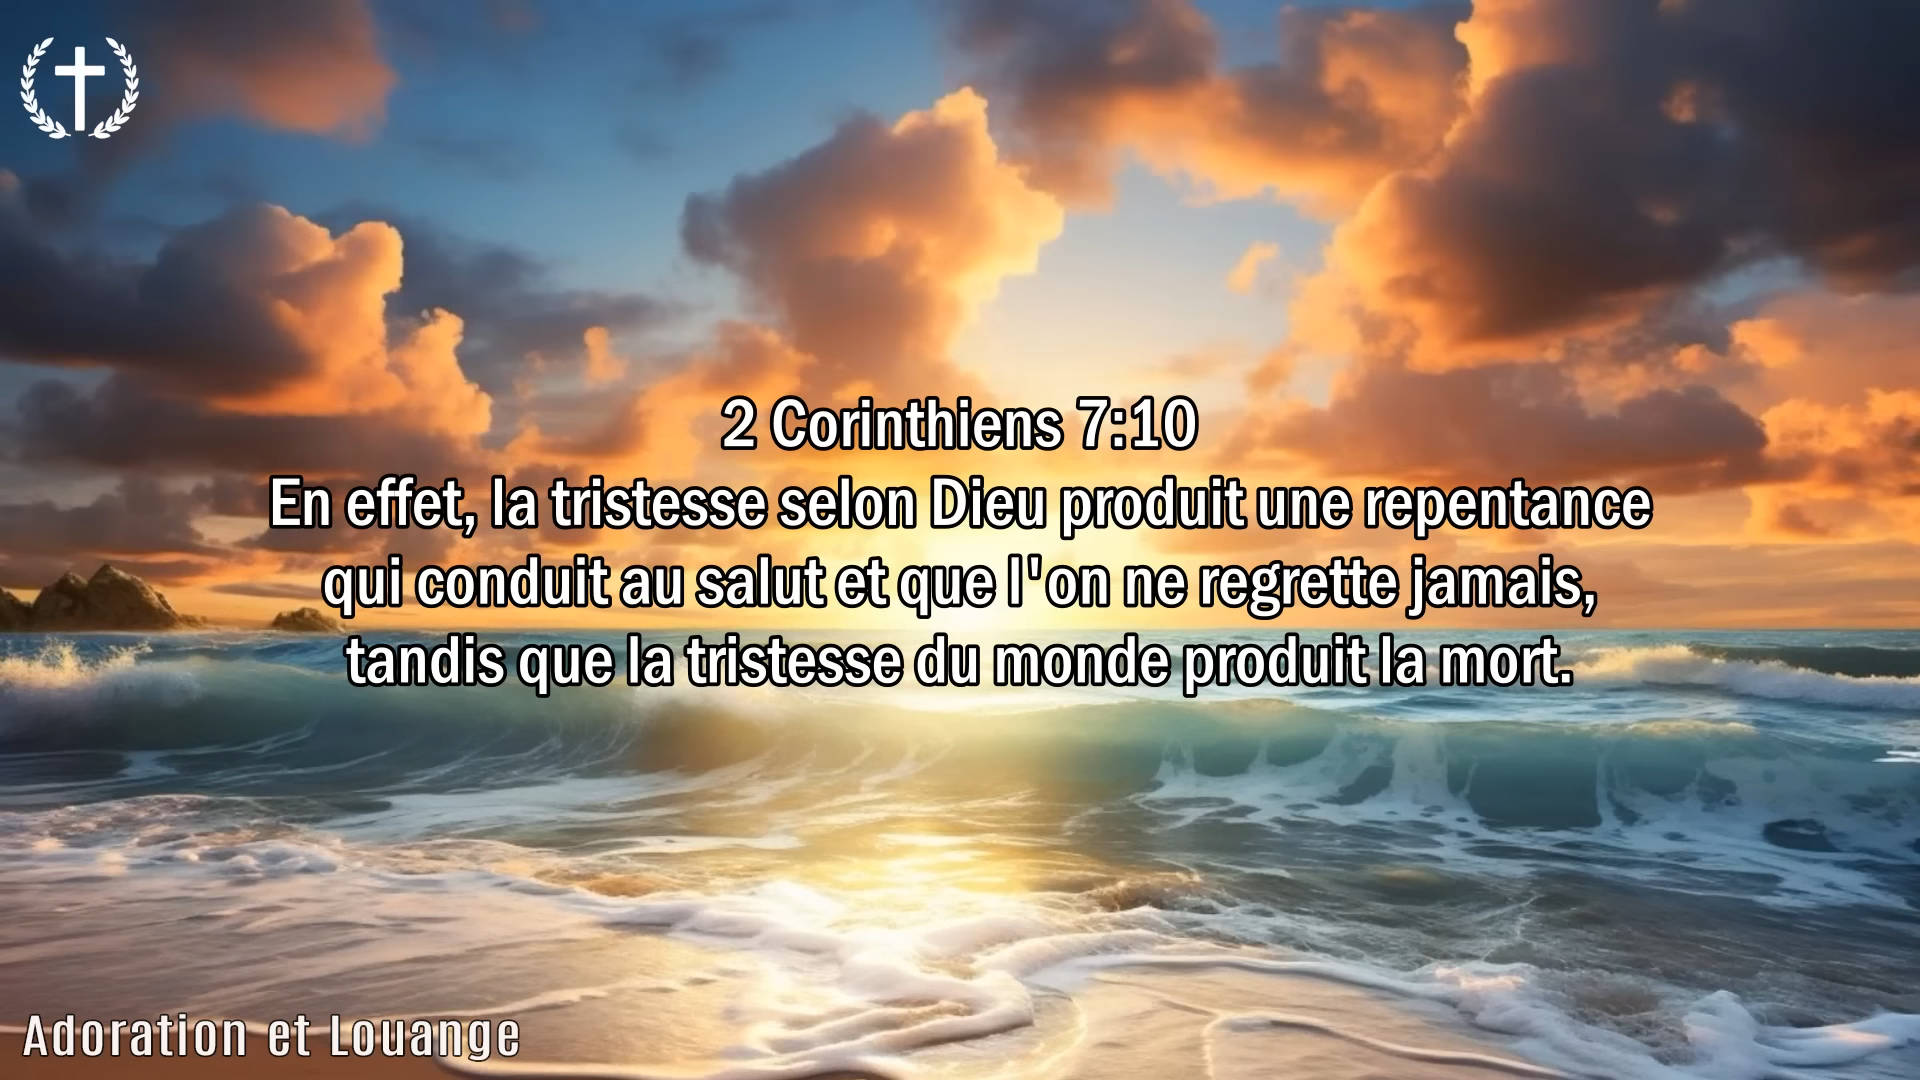 2 Corinthiens 7:10
En effet, la tristesse selon Dieu produit une repentance
qui conduit au salut et que l'on ne regrette jamais,
tandis que la tristesse du monde produit la mort.
Adoration et Louange